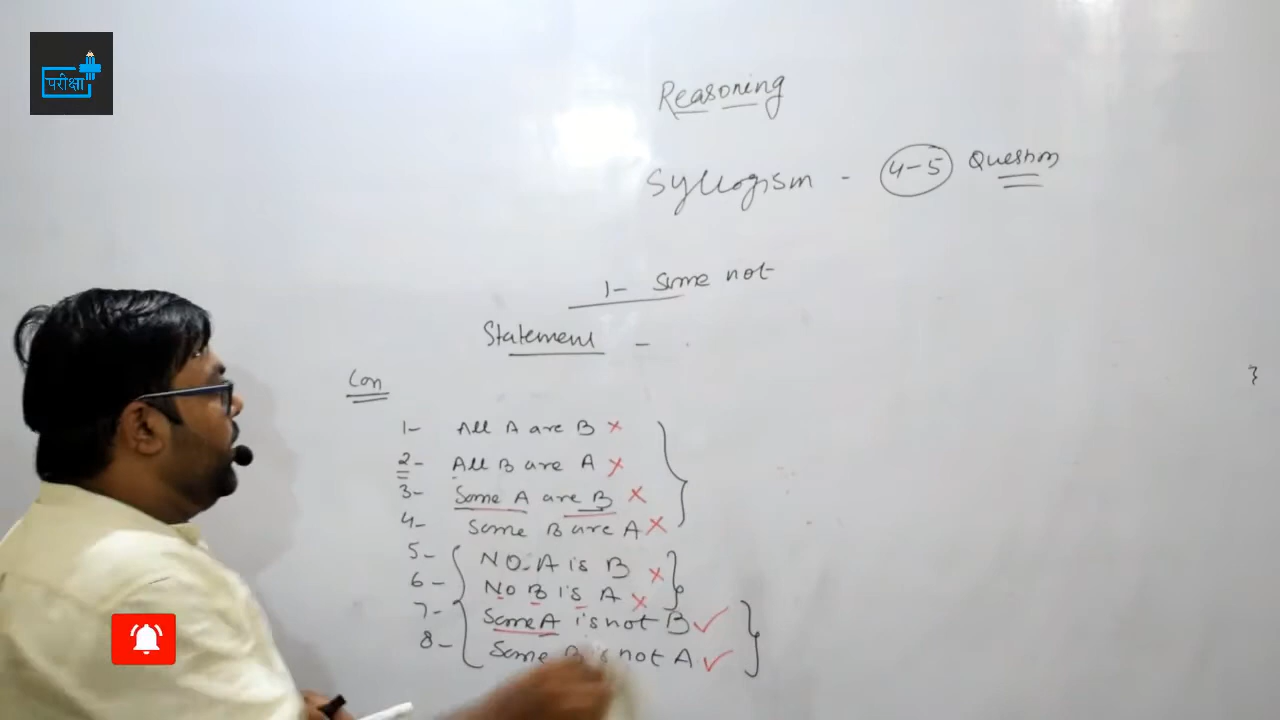 परीक्षा
Reasoning
Syllogism - 4-5 Question
1- Some not
Statement -
Con
1- All A are B ×
2- All B are A ×
3- Some A are B ×
4- Some B are A ×
5- NO A is B ×
6- No B is A ×
7- Some A is not B ✓
8- Some B is not A ✓